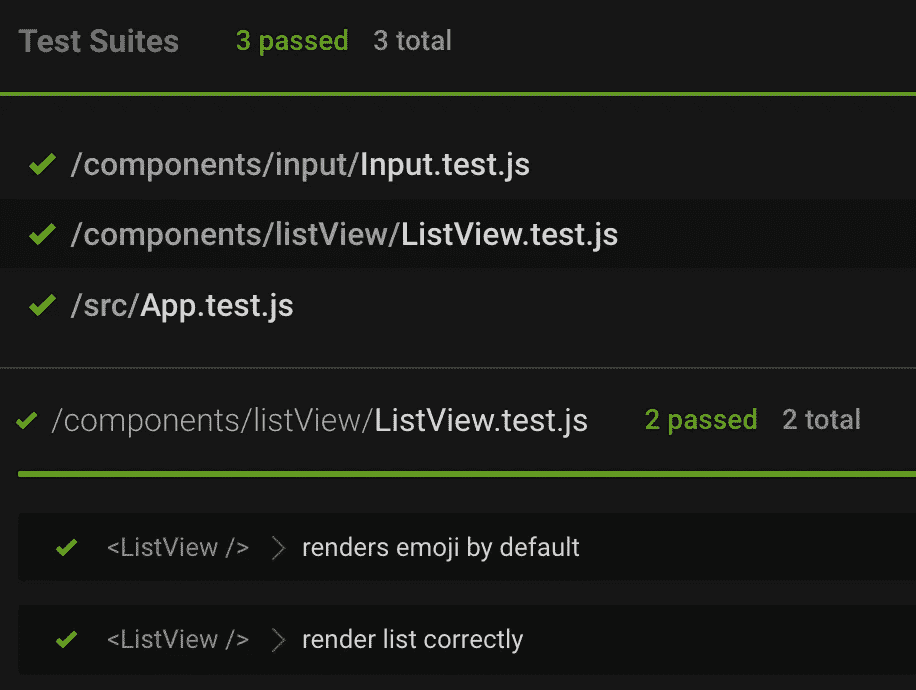 Test Suites 3 passed 3 total
/components/input/Input.test.js
/components/listView/ListView.test.js
/src/App.test.js
/components/listView/ListView.test.js 2 passed 2 total
<ListView /> > renders emoji by default
<ListView /> > render list correctly